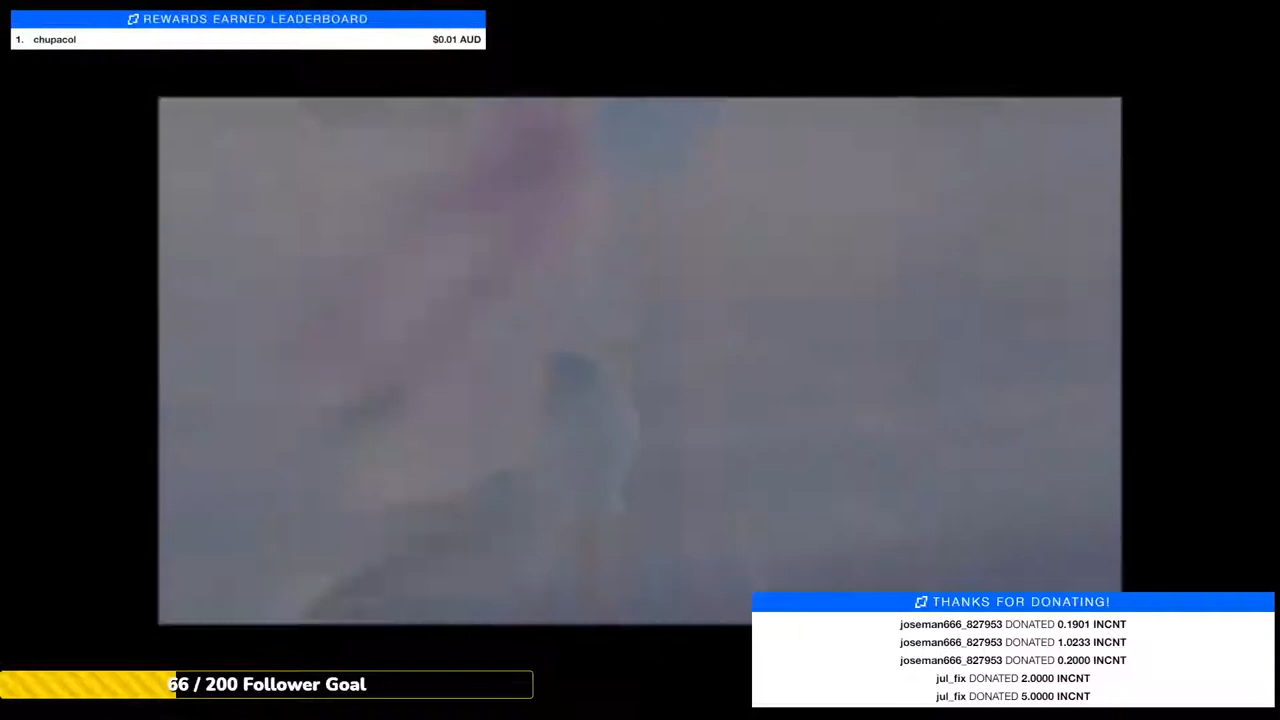 REWARDS EARNED LEADERBOARD
1. chupacol $0.01 AUD
THANKS FOR DONATING!
joseman666_827953 DONATED 0.1901 INCNT
joseman666_827953 DONATED 1.0233 INCNT
joseman666_827953 DONATED 0.2000 INCNT
jul_fix DONATED 2.0000 INCNT
jul_fix DONATED 5.0000 INCNT
66 / 200 Follower Goal